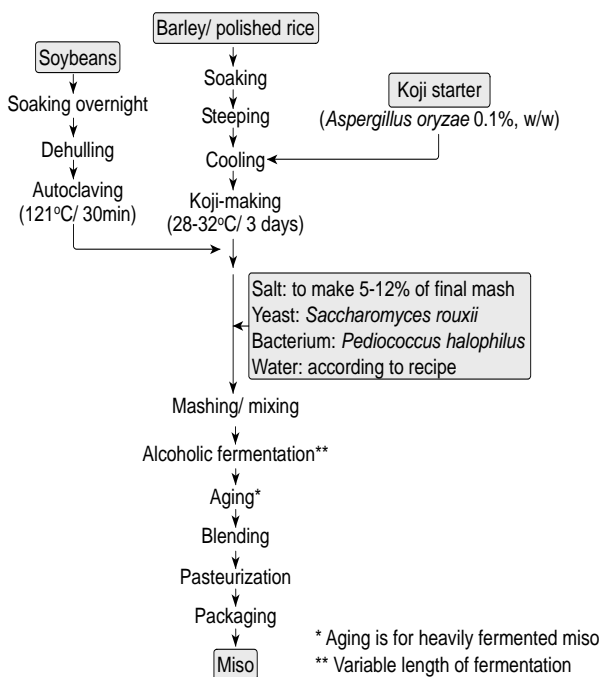 Barley/ polished rice
Soybeans
Soaking
Koji starter
Soaking overnight
Steeping
(Aspergillus oryzae 0.1%, w/w)
Dehulling
Cooling
Autoclaving
(121°C/ 30min)
Koji-making
(28-32°C/ 3 days)
Salt: to make 5-12% of final mash
Yeast: Saccharomyces rouxii
Bacterium: Pediococcus halophilus
Water: according to recipe
Mashing/ mixing
Alcoholic fermentation**
Aging*
Blending
Pasteurization
Packaging
Miso
* Aging is for heavily fermented miso
** Variable length of fermentation